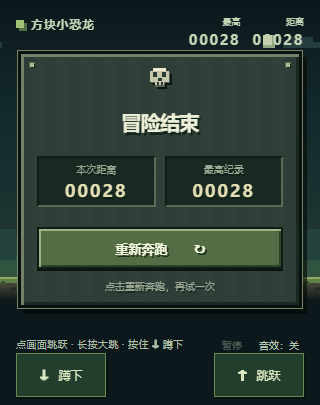 方块小恐龙
最高 距离
00028 00028
冒险结束
本次距离 最高纪录
00028 00028
重新奔跑 ↻
点击重新奔跑，再试一次
点画面跳跃 · 长按大跳 · 按住 ⬇ 蹲下
暂停 音效：关
⬇ 蹲下
⬆ 跳跃